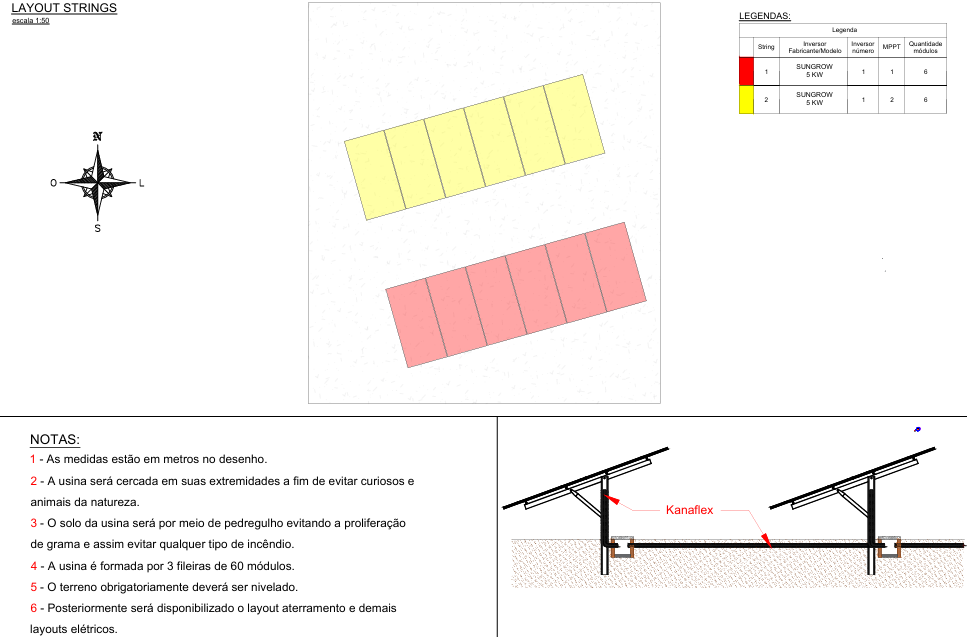 LAYOUT STRINGS
escala 1:50
N
O
L
S
LEGENDAS:
Legenda
String
Inversor
Fabricante/Modelo
Inversor
número
MPPT
Quantidade
módulos
1
SUNGROW
5 KW
1
1
6
2
SUNGROW
5 KW
1
2
6
NOTAS:
1 - As medidas estão em metros no desenho.
2 - A usina será cercada em suas extremidades a fim de evitar curiosos e
animais da natureza.
3 - O solo da usina será por meio de pedregulho evitando a proliferação
de grama e assim evitar qualquer tipo de incêndio.
4 - A usina é formada por 3 fileiras de 60 módulos.
5 - O terreno obrigatoriamente deverá ser nivelado.
6 - Posteriormente será disponibilizado o layout aterramento e demais
layouts elétricos.
Kanaflex